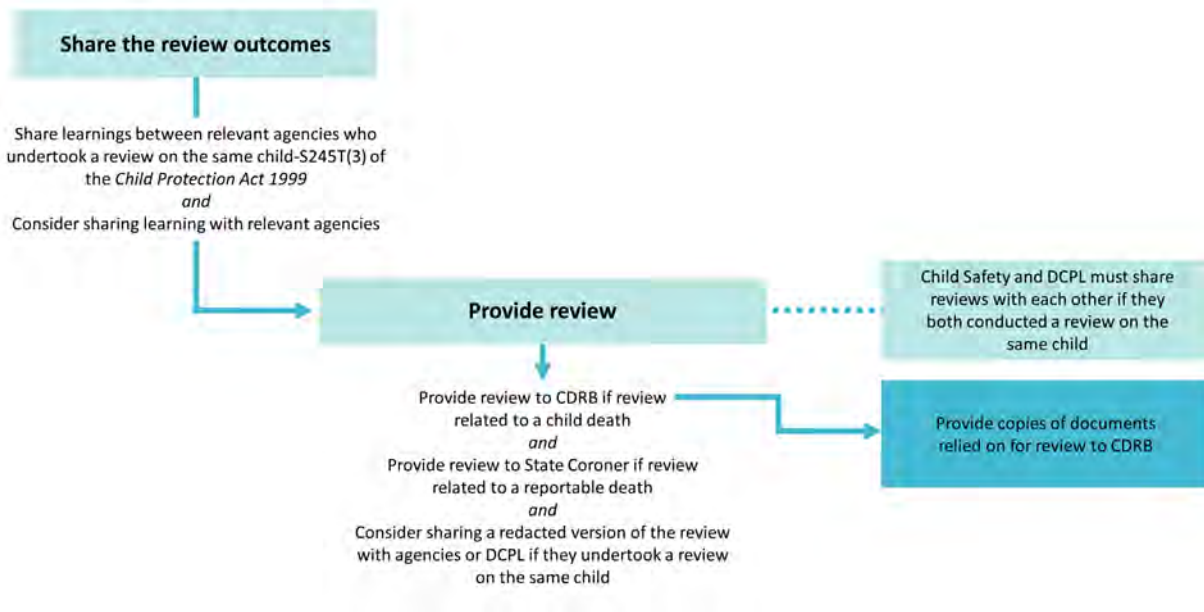 Share the review outcomes
Share learnings between relevant agencies who
undertook a review on the same child-S245T(3) of
the Child Protection Act 1999
and
Consider sharing learning with relevant agencies
Provide review
Child Safety and DCPL must share
reviews with each other if they
both conducted a review on the
same child
Provide review to CDRB if review
related to a child death
and
Provide review to State Coroner if review
related to a reportable death
and
Consider sharing a redacted version of the review
with agencies or DCPL if they undertook a review
on the same child
Provide copies of documents
relied on for review to CDRB